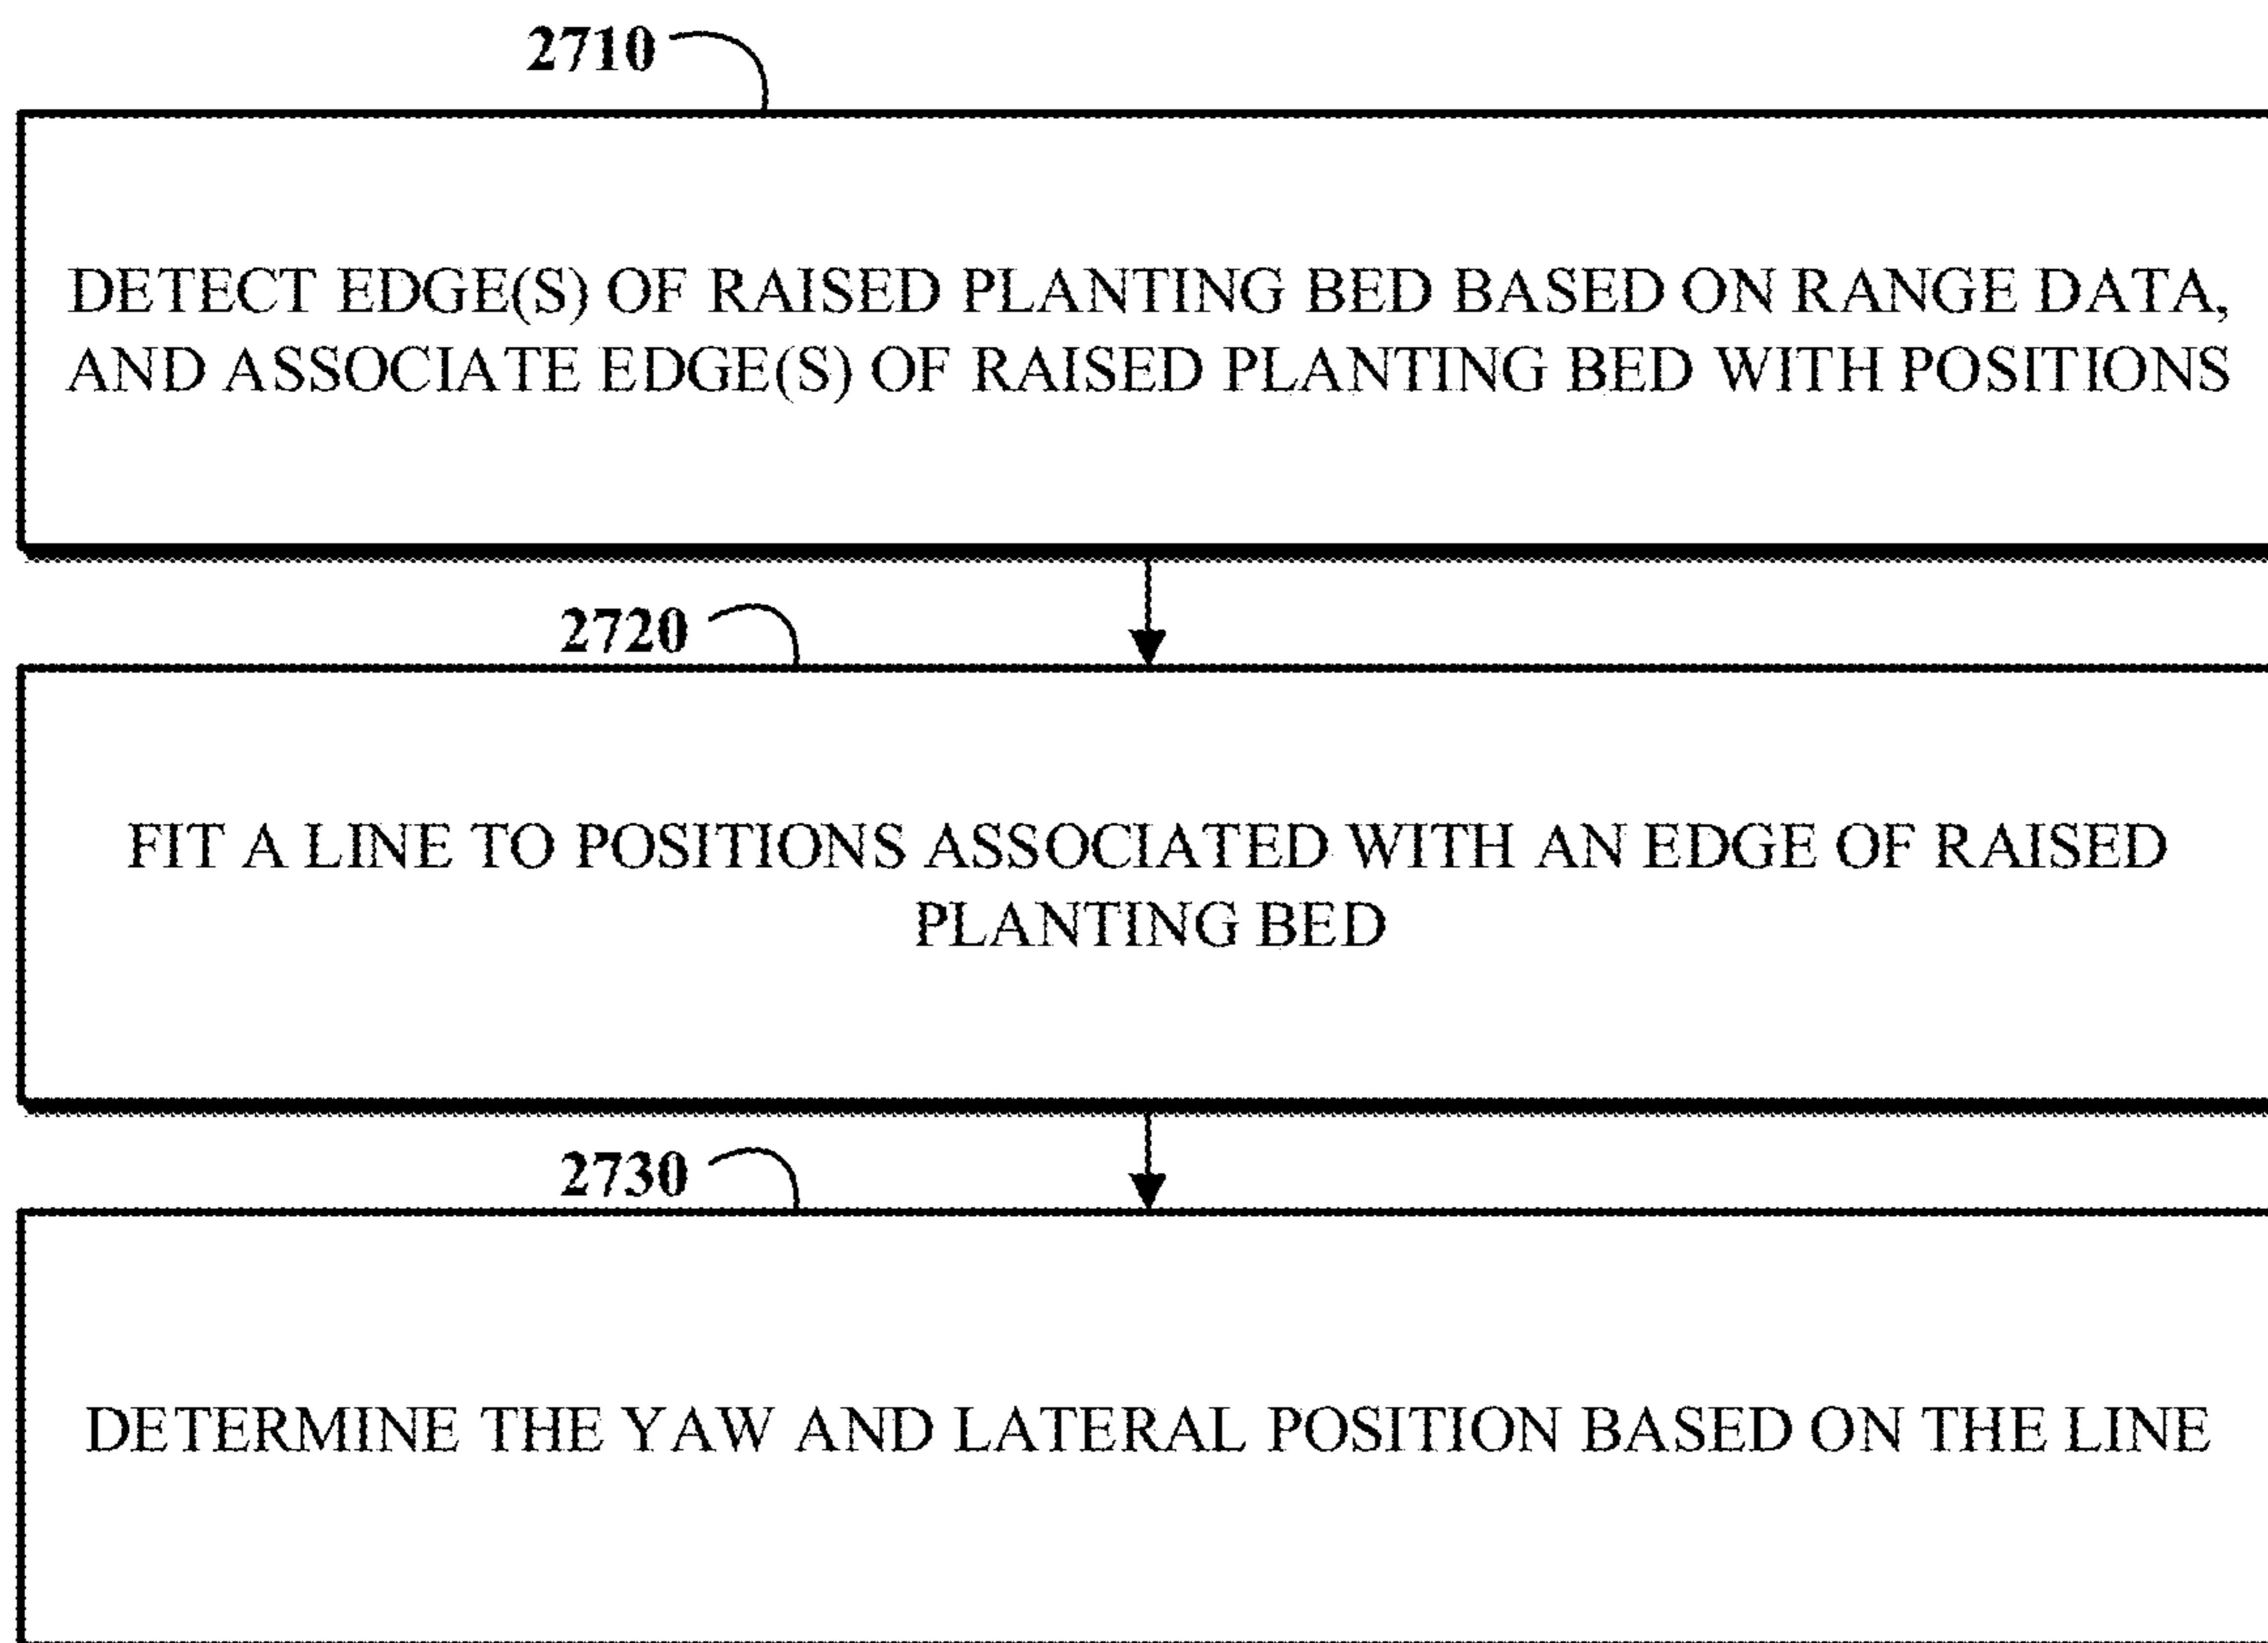 2710
DETECT EDGE(S) OF RAISED PLANTING BED BASED ON RANGE DATA,
AND ASSOCIATE EDGE(S) OF RAISED PLANTING BED WITH POSITIONS
2720
FIT A LINE TO POSITIONS ASSOCIATED WITH AN EDGE OF RAISED
PLANTING BED
2730
DETERMINE THE YAW AND LATERAL POSITION BASED ON THE LINE